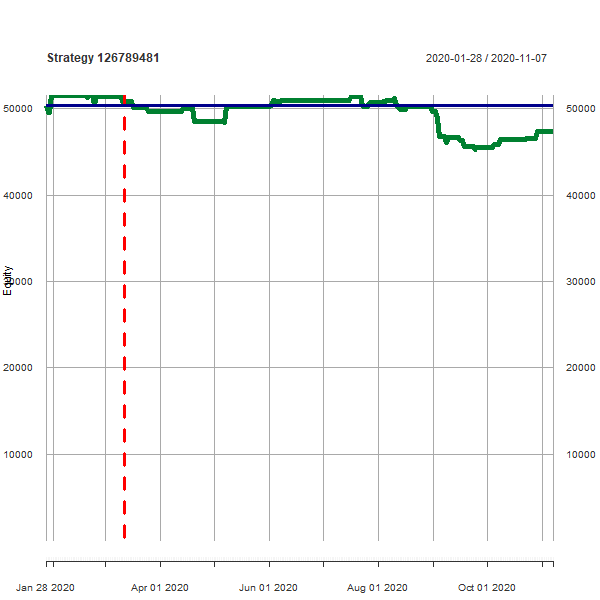 Strategy 126789481
2020-01-28 / 2020-11-07
50000
50000
40000
40000
Equity
30000
30000
20000
20000
10000
10000
Jan 28 2020
Apr 01 2020
Jun 01 2020
Aug 01 2020
Oct 01 2020